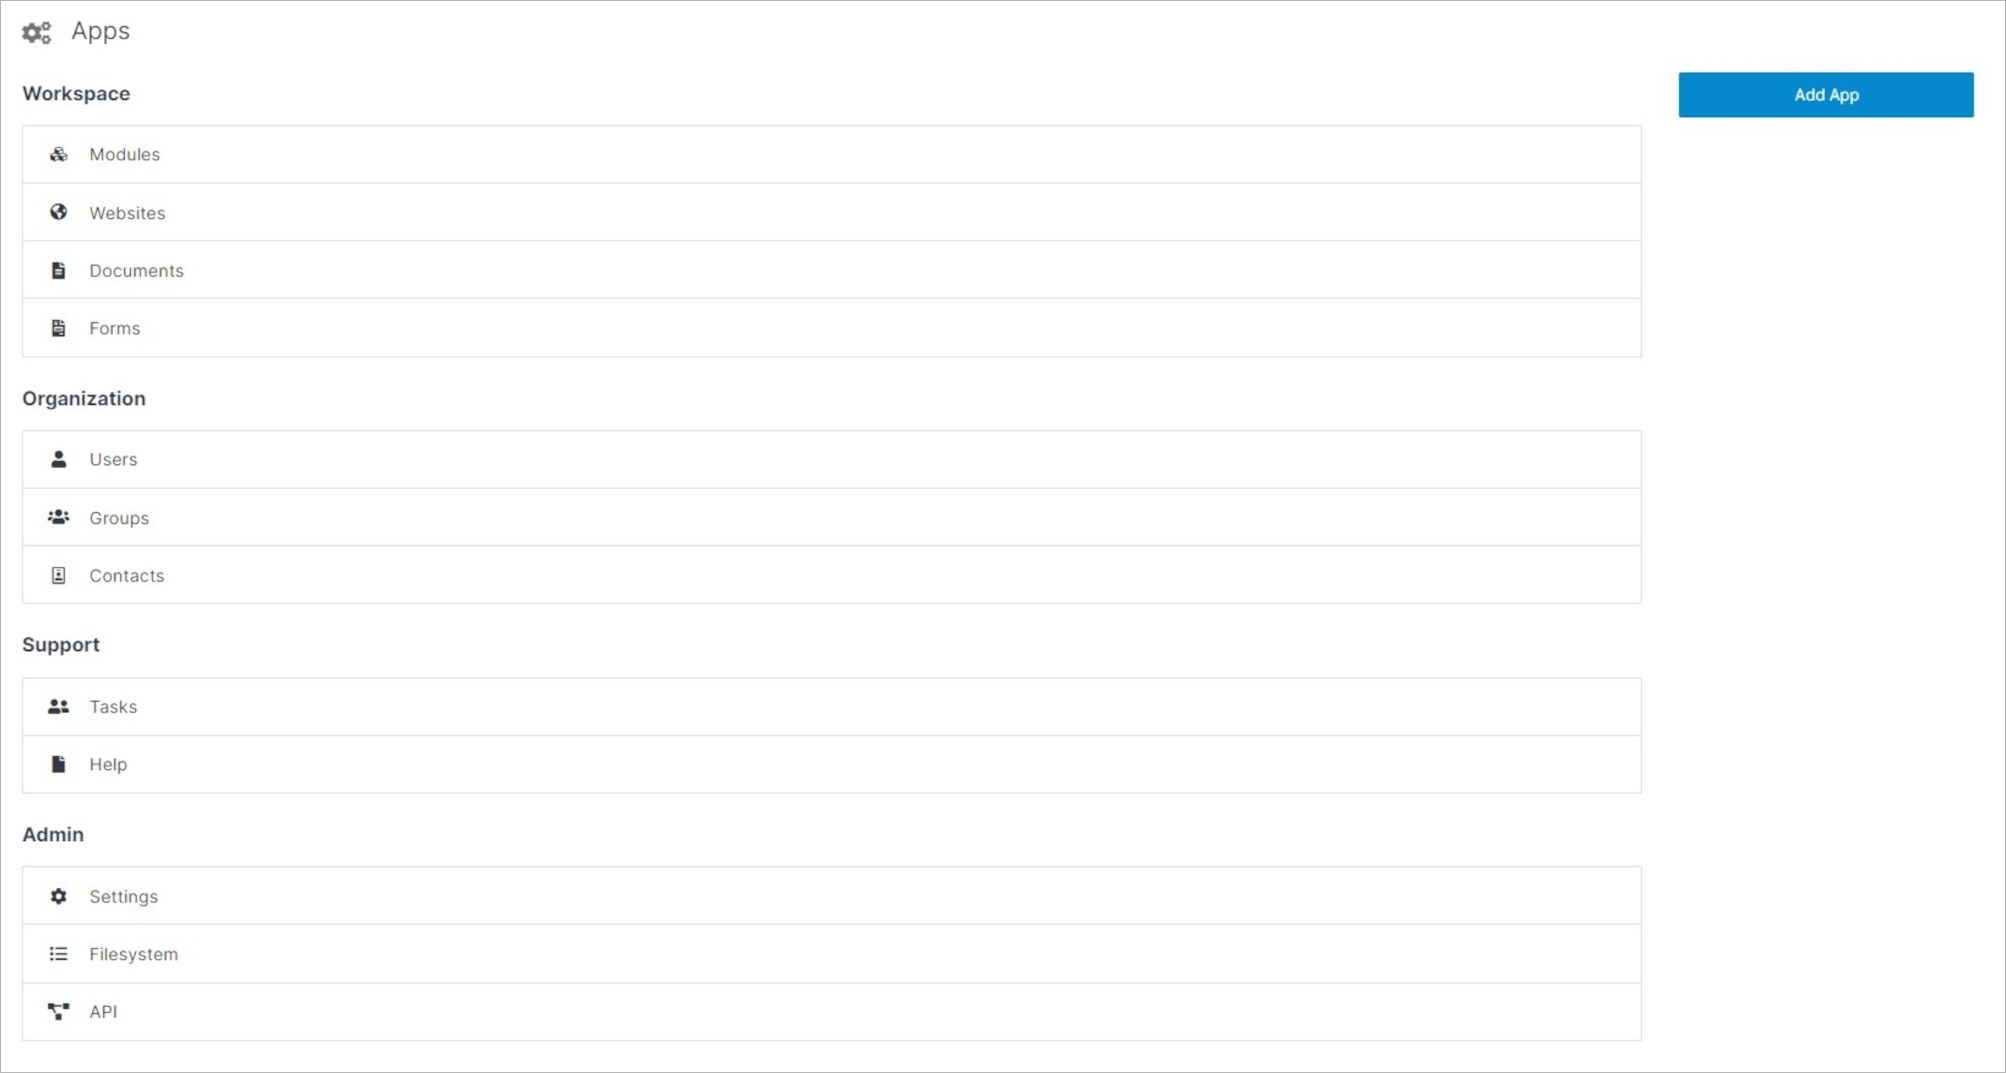 Apps
Workspace
Add App
Modules
Websites
Documents
Forms
Organization
Users
Groups
Contacts
Support
Tasks
Help
Admin
Settings
Filesystem
API